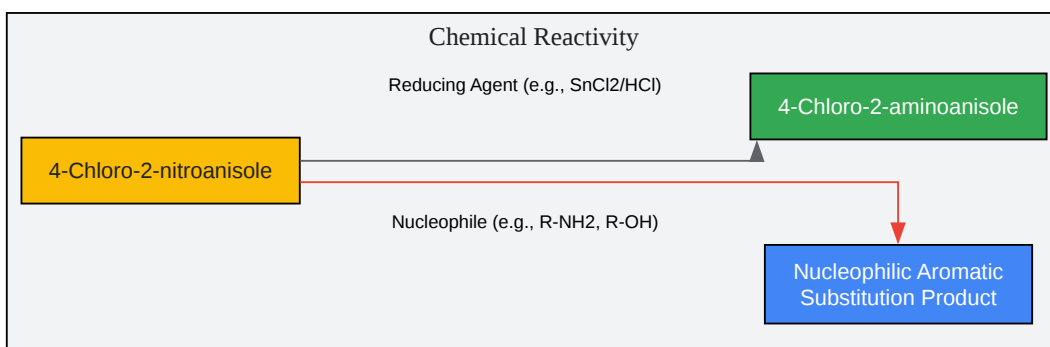 Chemical Reactivity
Reducing Agent (e.g., SnCl2/HCl)
4-Chloro-2-aminoanisole
4-Chloro-2-nitroanisole
Nucleophile (e.g., R-NH2, R-OH)
Nucleophilic Aromatic
Substitution Product